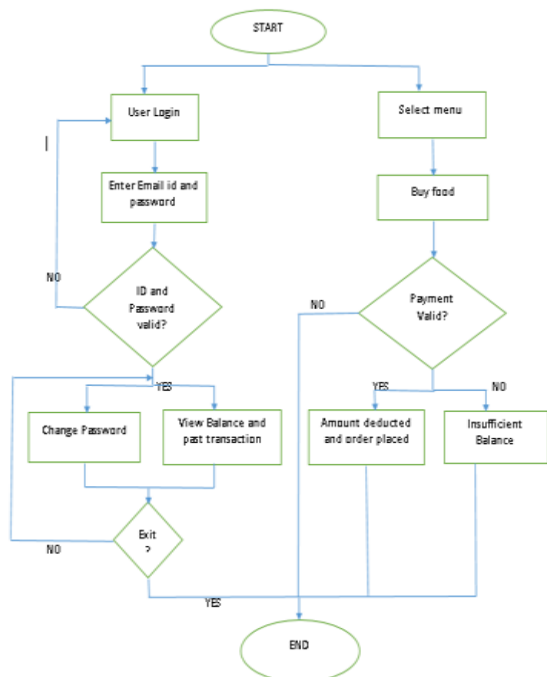 START
User Login
Select menu
Enter Email id and
password
Buy food
ID and
Password
valid?
NO
Payment
Valid?
NO
YES
YES
NO
Change Password
View Balance and
past transaction
Amount deducted
and order placed
Insufficient
Balance
Exit
?
NO
YES
END